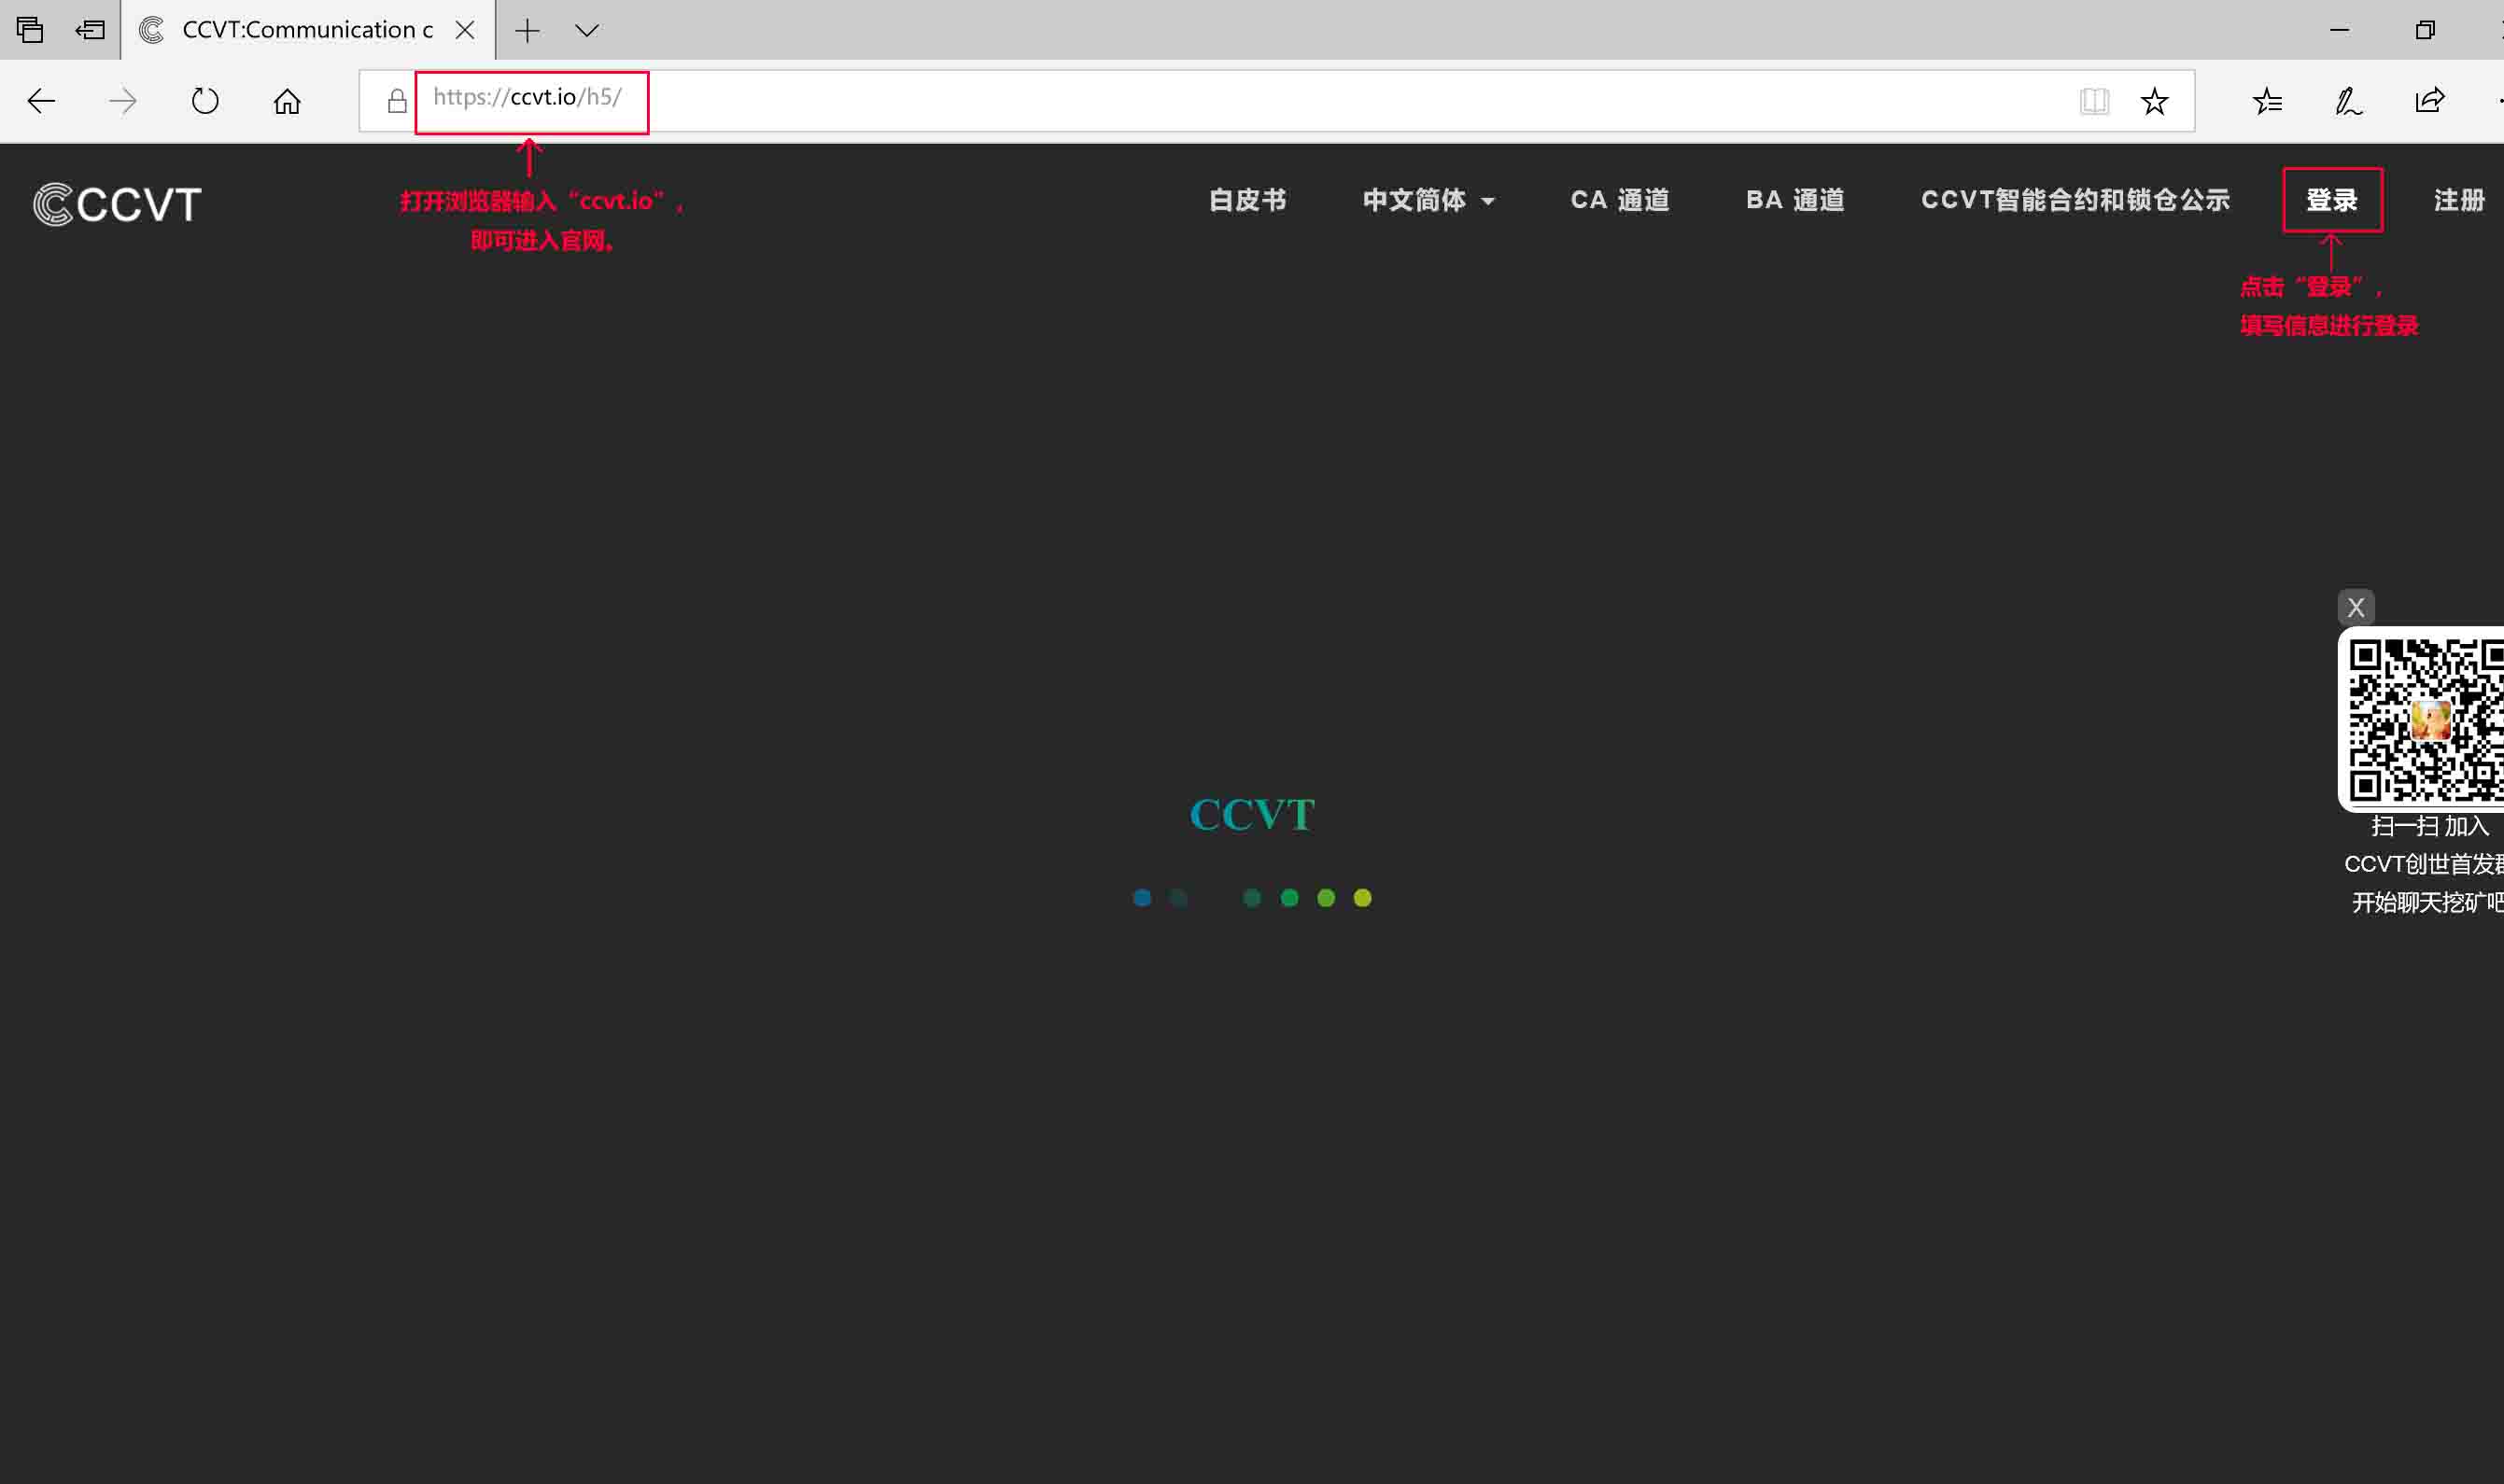 CCVT:Communication c
https://ccvt.io/h5/
CCVT
打开浏览器输入“ccvt.io”，
即可进入官网。
白皮书 中文简体 CA 通道 BA 通道 CCVT智能合约和锁仓公示 登录 注册
点击“登录”，
填写信息进行登录
X
CCVT
扫一扫 加入
CCVT创世首发群
开始聊天挖矿吧